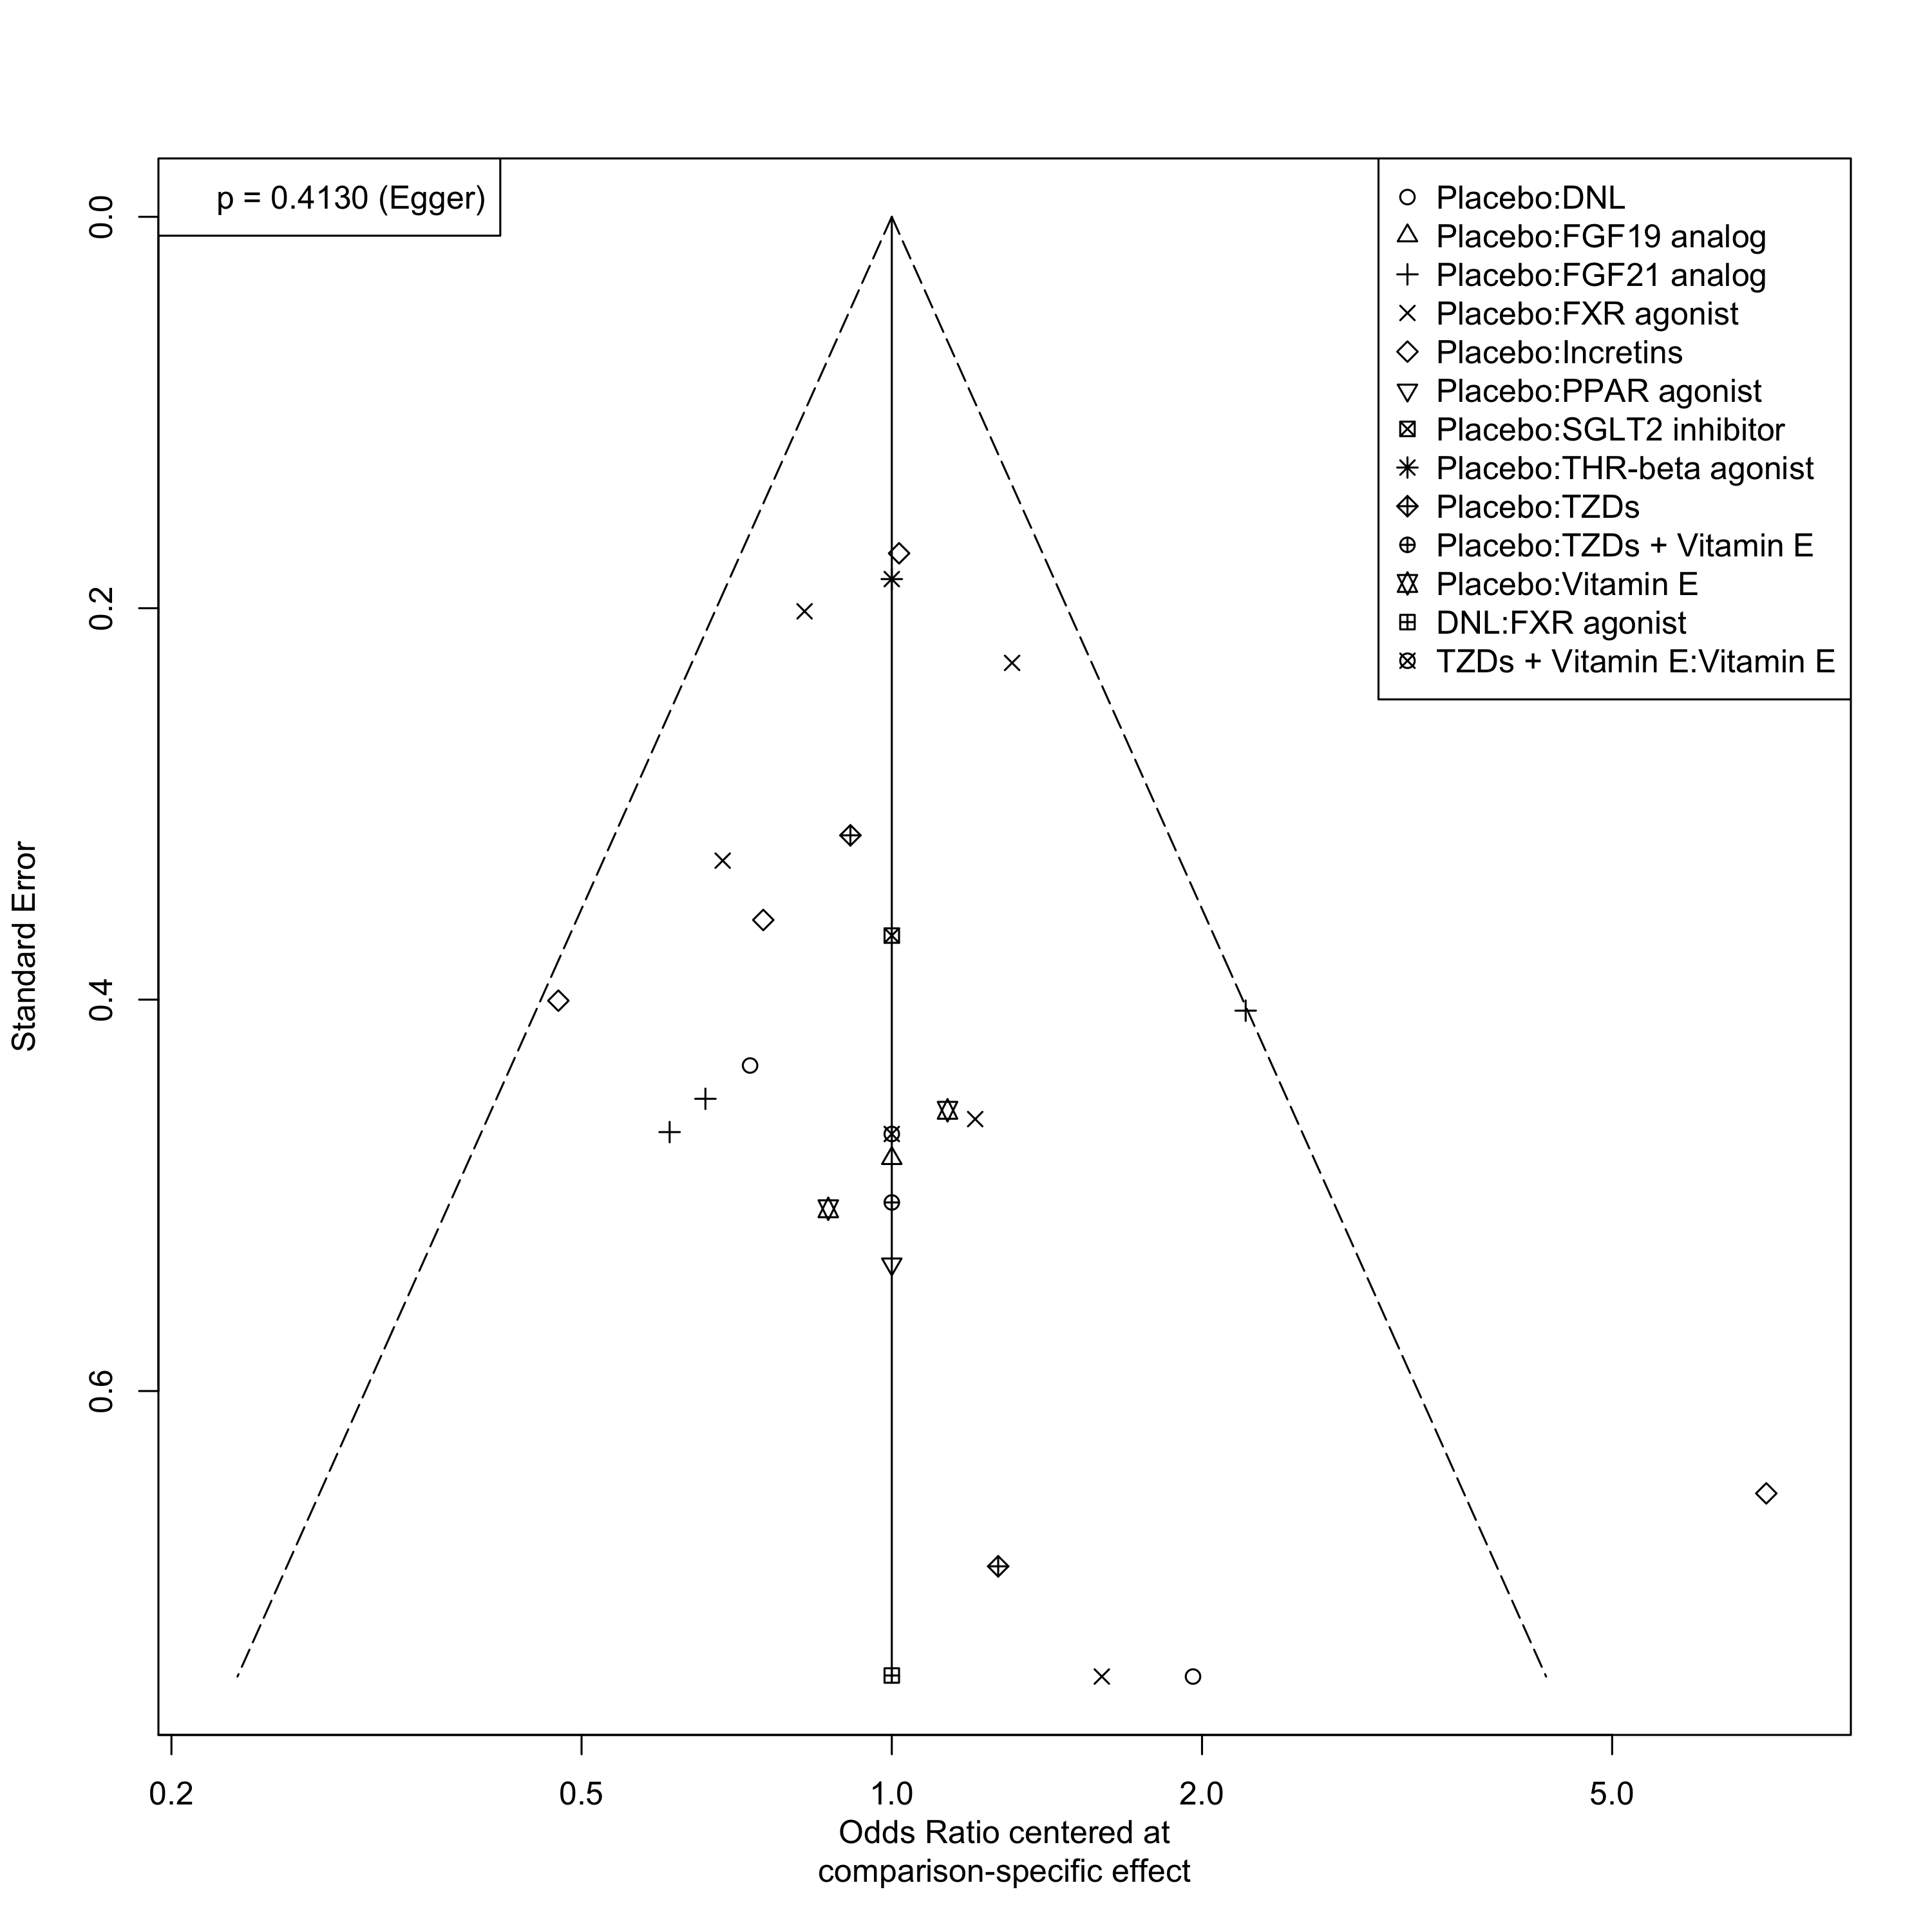 p = 0.4130 (Egger)
Placebo:DNL
Placebo:FGF19 analog
Placebo:FGF21 analog
Placebo:FXR agonist
Placebo:Incretins
Placebo:PPAR agonist
Placebo:SGLT2 inhibitor
Placebo:THR-beta agonist
Placebo:TZDs
Placebo:TZDs + Vitamin E
Placebo:Vitamin E
DNL:FXR agonist
TZDs + Vitamin E:Vitamin E
Standard Error
0.0
0.2
0.4
0.6
0.2 0.5 1.0 2.0 5.0
Odds Ratio centered at
comparison-specific effect